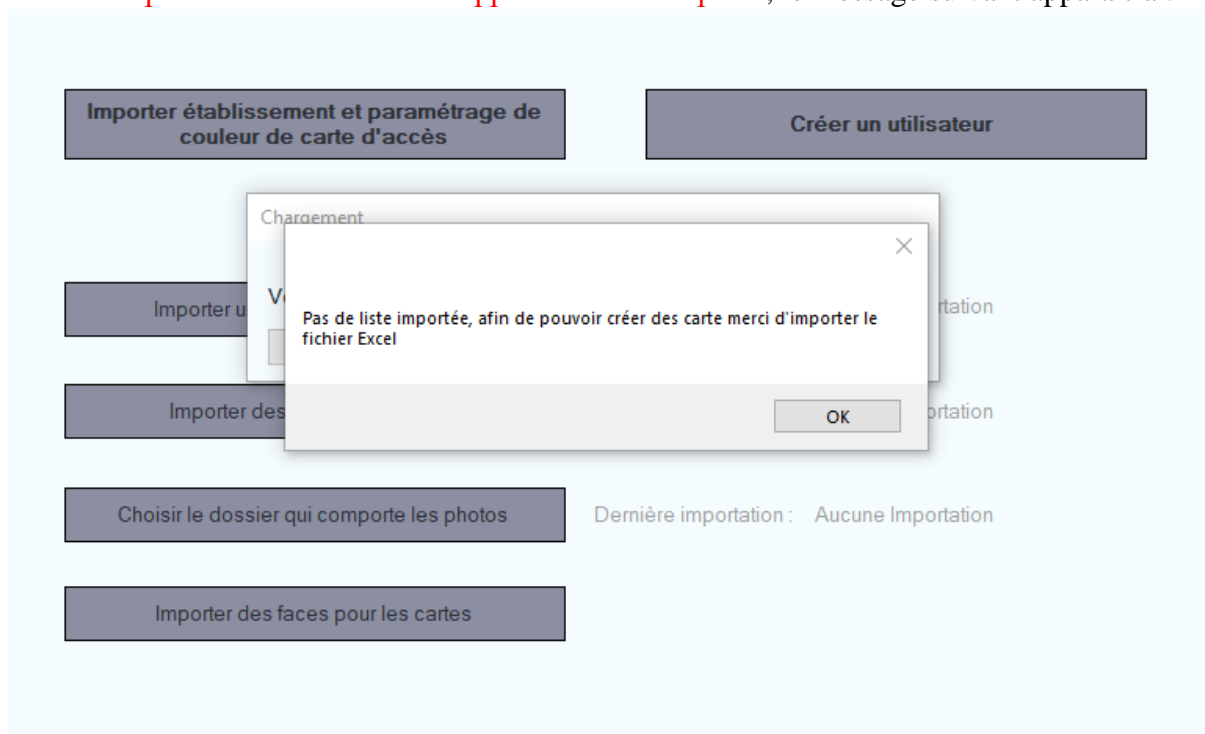 Importer établissement et paramétrage de
couleur de carte d'accès
Créer un utilisateur
Chargement
Pas de liste importée, afin de pouvoir créer des carte merci d'importer le
fichier Excel
OK
Importer
Importer des
Choisir le dossier qui comporte les photos
Dernière importation : Aucune Importation
Importer des faces pour les cartes